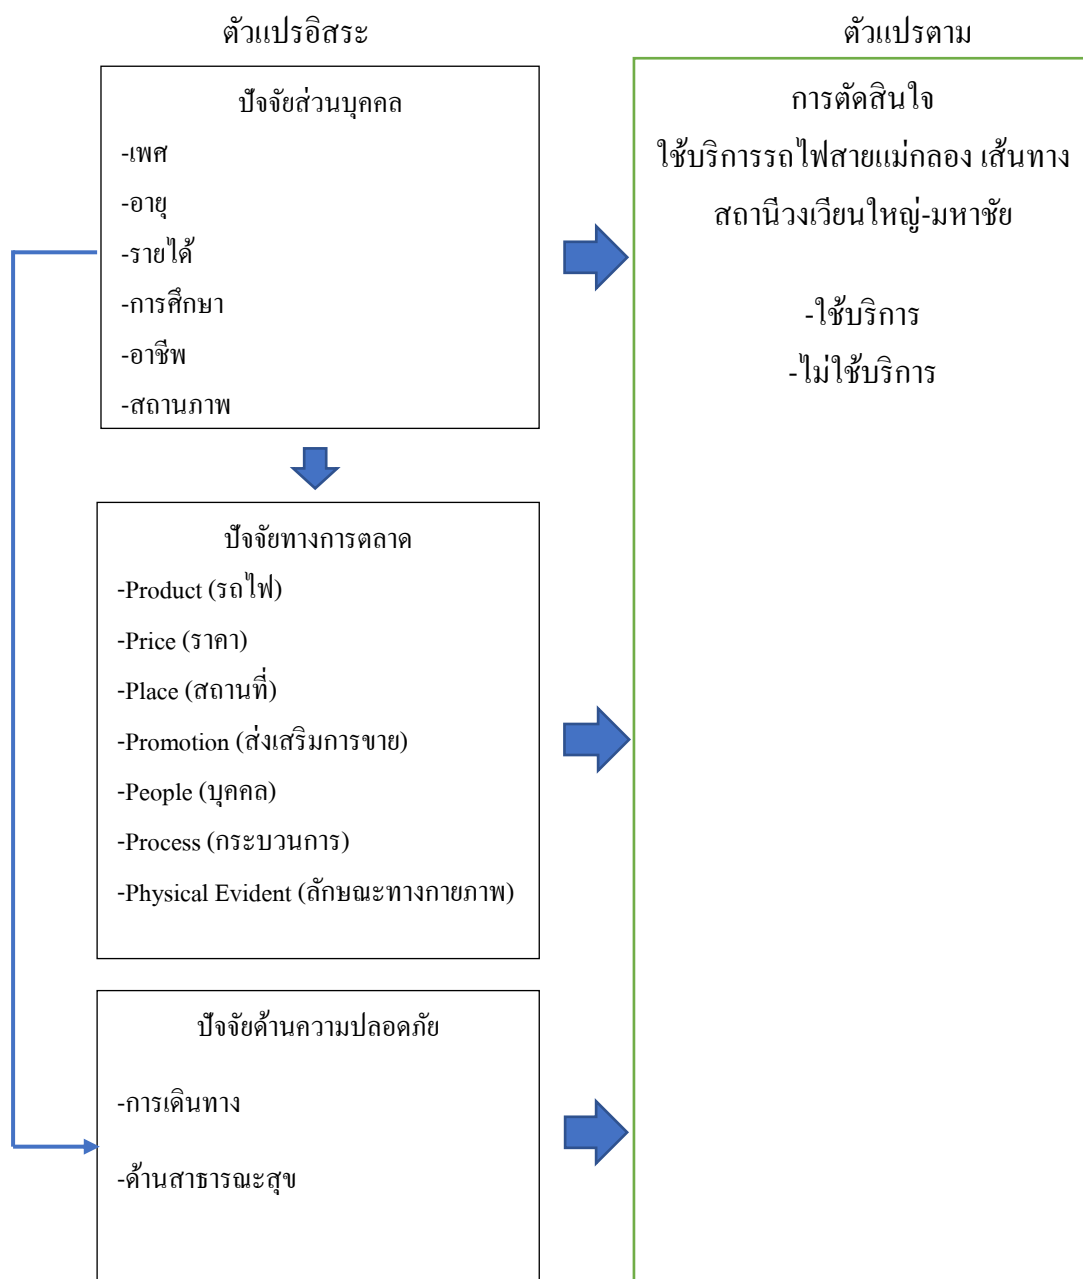 ตัวแปรอิสระ
ตัวแปรตาม
ปัจจัยส่วนบุคคล
-เพศ
-อายุ
-รายได้
-การศึกษา
-อาชีพ
-สถานภาพ
ปัจจัยทางการตลาด
-Product (รถไฟ)
-Price (ราคา)
-Place (สถานที่)
-Promotion (ส่งเสริมการขาย)
-People (บุคคล)
-Process (กระบวนการ)
-Physical Evident (ลักษณะทางกายภาพ)
ปัจจัยด้านความปลอดภัย
-การเดินทาง
-ด้านสาธารณะสุข
การตัดสินใจ
ใช้บริการรถไฟสายแม่กลอง เส้นทาง
สถานีวงเวียนใหญ่-มหาชัย
-ใช้บริการ
-ไม่ใช้บริการ